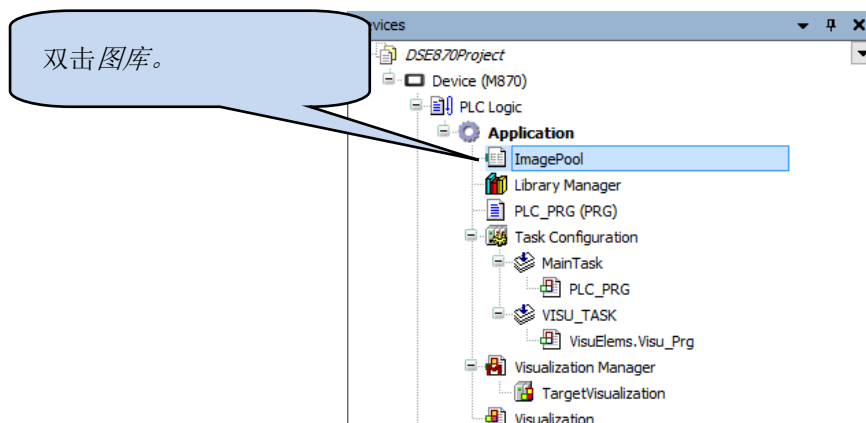 双击图库。
evices
DSE870Project
Device (M870)
PLC Logic
Application
ImagePool
Library Manager
PLC_PRG (PRG)
Task Configuration
MainTask
PLC_PRG
VISU_TASK
VisuElems.Visu_Prg
Visualization Manager
TargetVisualization
Visualization